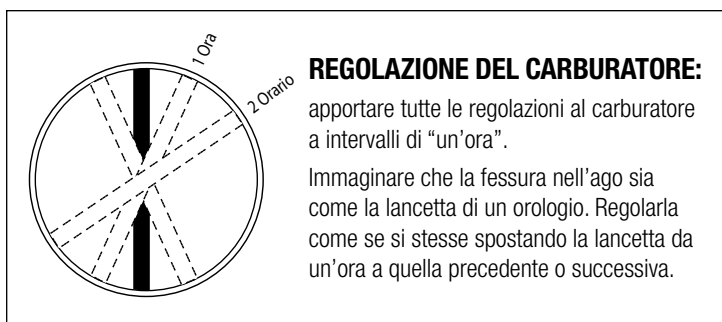 1 Ora
2 Orario
REGOLAZIONE DEL CARBURATORE:
apportare tutte le regolazioni al carburatore
a intervalli di “un’ora”.
Immaginare che la fessura nell’ago sia
come la lancetta di un orologio. Regolarla
come se si stesse spostando la lancetta da
un’ora a quella precedente o successiva.